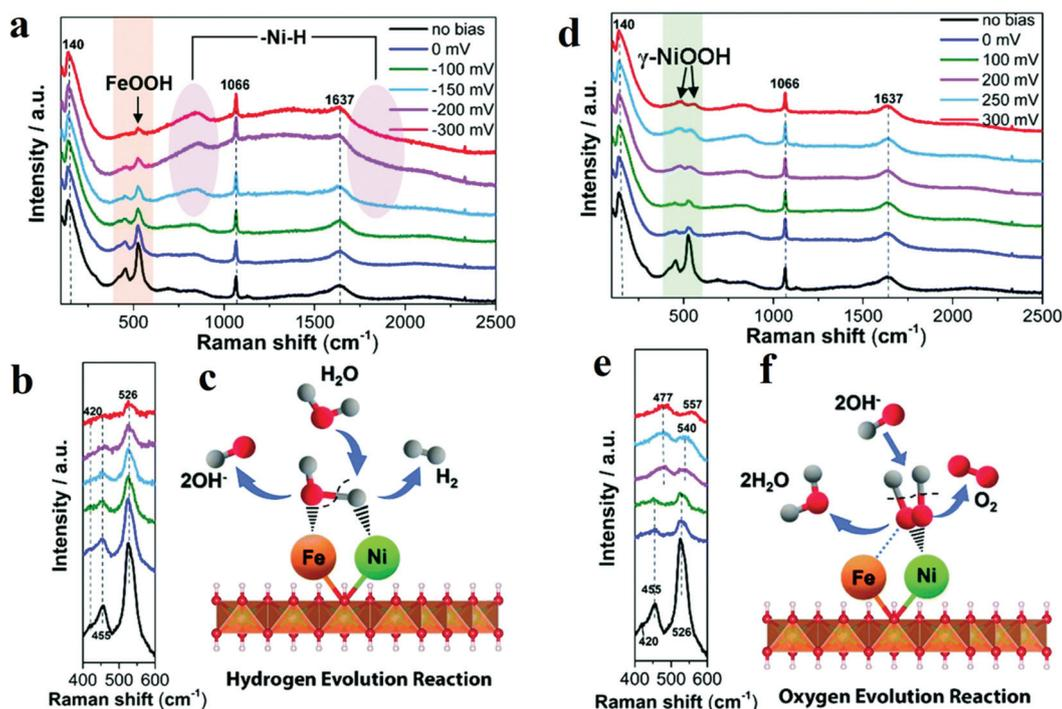 a
140
FeOOH
-Ni-H
1066
1637
no bias
0 mV
-100 mV
-150 mV
-200 mV
-300 mV
Intensity / a.u.
500 1000 1500 2000 2500
Raman shift (cm⁻¹)
d
140
γ-NiOOH
1066
1637
no bias
0 mV
100 mV
200 mV
250 mV
300 mV
Intensity / a.u.
500 1000 1500 2000 2500
Raman shift (cm⁻¹)
b
526
420
455
Intensity / a.u.
400 500 600
Raman shift (cm⁻¹)
c
H₂O
2OH⁻
H₂
Fe
Ni
Hydrogen Evolution Reaction
e
477
557
540
455
420
526
Intensity / a.u.
400 500 600
Raman shift (cm⁻¹)
f
2OH⁻
2H₂O
O₂
Fe
Ni
Oxygen Evolution Reaction